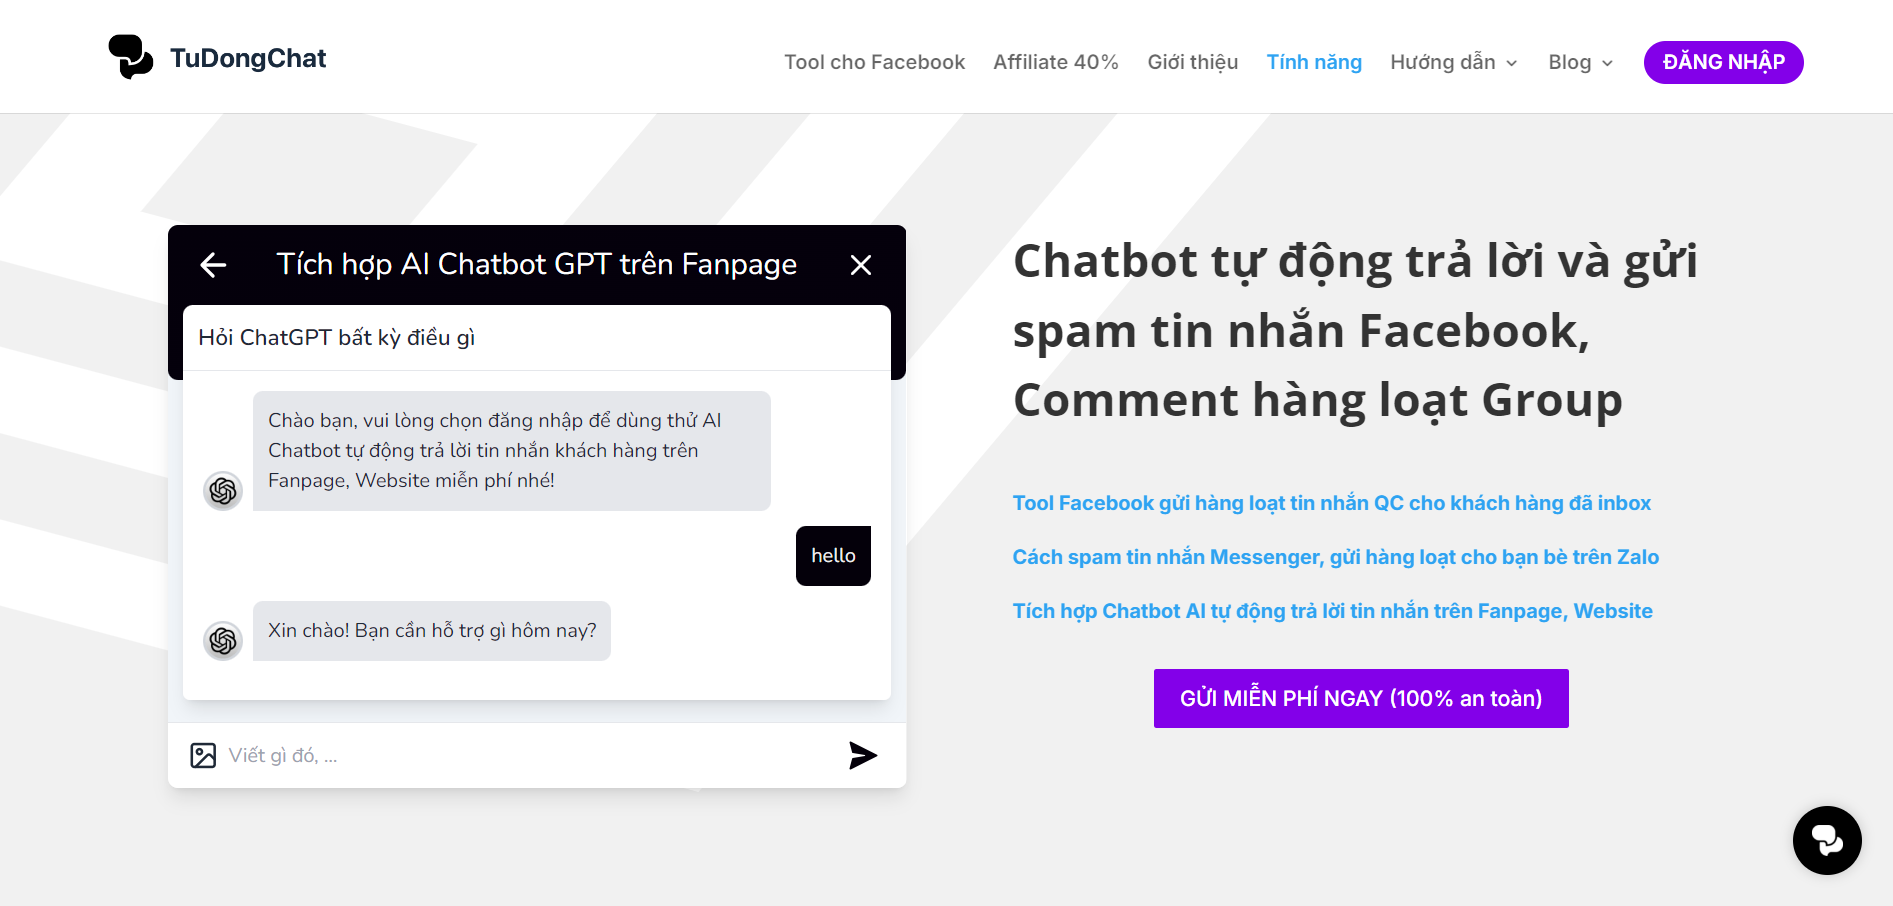 TuDongChat
Tool cho Facebook
Affiliate 40%
Giới thiệu
Tính năng
Hướng dẫn
Blog
ĐĂNG NHẬP
Tích hợp AI Chatbot GPT trên Fanpage
Hỏi ChatGPT bất kỳ điều gì
Chào bạn, vui lòng chọn đăng nhập để dùng thử AI
Chatbot tự động trả lời tin nhắn khách hàng trên
Fanpage, Website miễn phí nhé!
hello
Xin chào! Bạn cần hỗ trợ gì hôm nay?
Viết gì đó, ...
Chatbot tự động trả lời và gửi
spam tin nhắn Facebook,
Comment hàng loạt Group
Tool Facebook gửi hàng loạt tin nhắn QC cho khách hàng đã inbox
Cách spam tin nhắn Messenger, gửi hàng loạt cho bạn bè trên Zalo
Tích hợp Chatbot AI tự động trả lời tin nhắn trên Fanpage, Website
GỬI MIỄN PHÍ NGAY (100% an toàn)